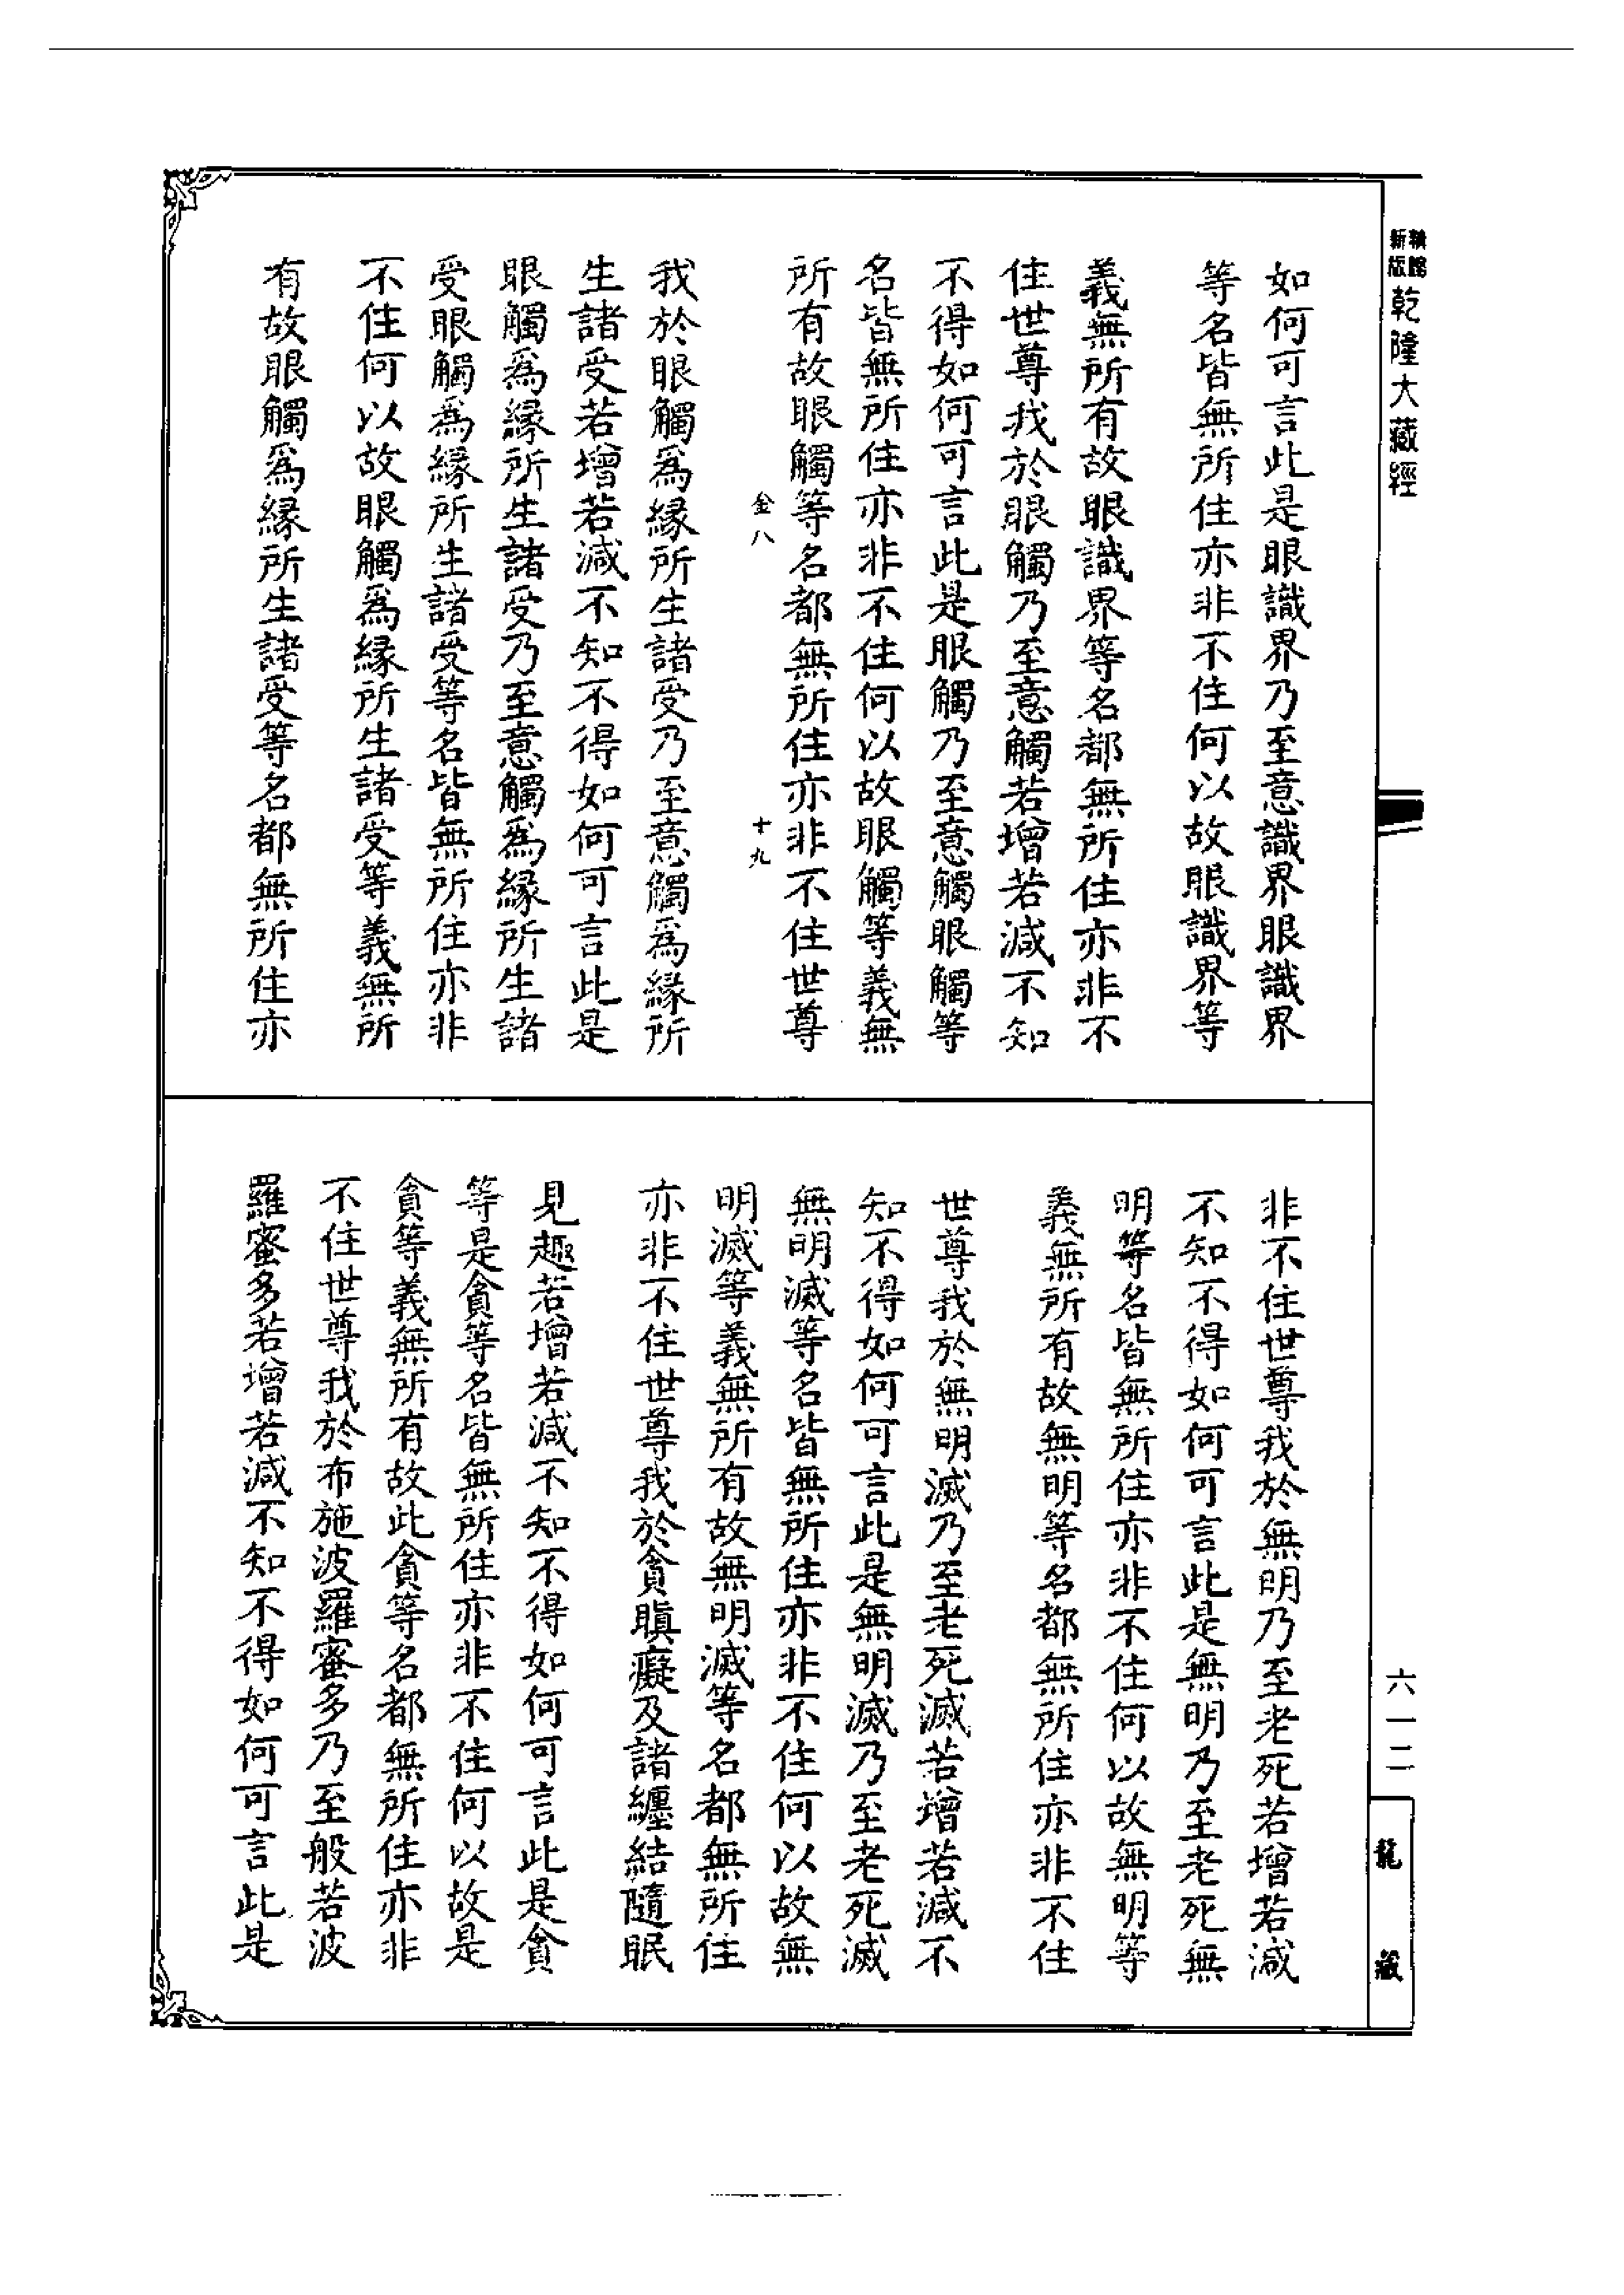 精縮
新版
乾隆大藏經
如何可言此是眼識界乃至意識界眼識界
等名皆無所住亦非不住何以故眼識界等
義無所有故眼識界等名都無所住亦非不
住世尊我於眼觸乃至意觸若增若減不知
不得如何可言此是眼觸乃至意觸眼觸等
名皆無所住亦非不住何以故眼觸等義無
所有故眼觸等名都無所住亦非不住世尊
金八
十九
我於眼觸爲緣所生諸受乃至意觸爲緣所
生諸受若增若減不知不得如何可言此是
眼觸爲緣所生諸受乃至意觸爲緣所生諸
受眼觸爲緣所生諸受等名皆無所住亦非
不住何以故眼觸爲緣所生諸受等義無所
有故眼觸爲緣所生諸受等名都無所住亦
非不住世尊我於無明乃至老死若增若減
不知不得如何可言此是無明乃至老死無
明等名皆無所住亦非不住何以故無明等
義無所有故無明等名都無所住亦非不住
世尊我於無明滅乃至老死滅若增若減不
知不得如何可言此是無明滅乃至老死滅
無明滅等名皆無所住亦非不住何以故無
明滅等義無所有故無明滅等名都無所住
亦非不住世尊我於貪瞋癡及諸纏結隨眠
見趣若增若減不知不得如何可言此是貪
等是貪等名皆無所住亦非不住何以故是
貪等義無所有故此貪等名都無所住亦非
不住世尊我於布施波羅蜜多乃至般若波
羅蜜多若增若減不知不得如何可言此是
六一二
龍藏